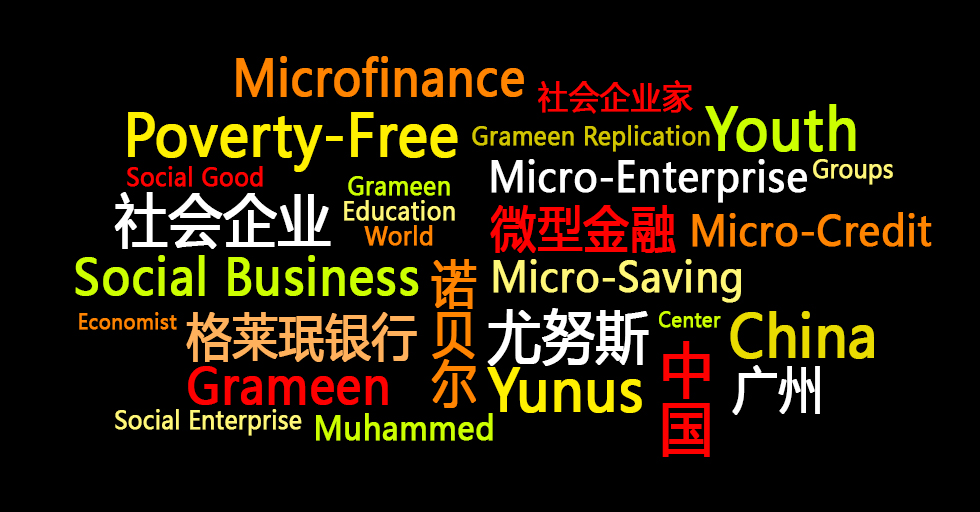 Microfinance
社会企业家
Poverty-Free
Grameen Replication
Youth
Social Good
Grameen
Micro-Enterprise
Groups
社会企业
Education
World
微型金融
Micro-Credit
Social Business
诺贝尔
Micro-Saving
Economist
格莱珉银行
尤努斯
Center
China
Grameen
Yunus
中国
广州
Social Enterprise
Muhammed